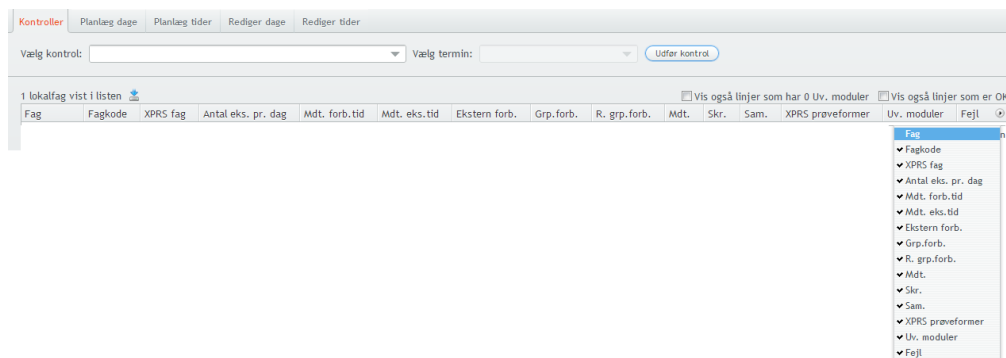 Kontroller Planlæg dage Planlæg tider Rediger dage Rediger tider
Vælg kontrol: Vælg termin: Udfør kontrol
1 lokalfag vist i listen Vis også linjer som har 0 Uv. moduler Vis også linjer som er OK
Fag Fagkode XPRS fag Antal eks. pr. dag Mdt. forb.tid Mdt. eks.tid Ekstern forb. Grp.forb. R. grp.forb. Mdt. Skr. Sam. XPRS prøveformer Uv. moduler Fejl
Fag
Fagkode
XPRS fag
Antal eks. pr. dag
Mdt. forb.tid
Mdt. eks.tid
Ekstern forb.
Grp.forb.
R. grp.forb.
Mdt.
Skr.
Sam.
XPRS prøveformer
Uv. moduler
Fejl